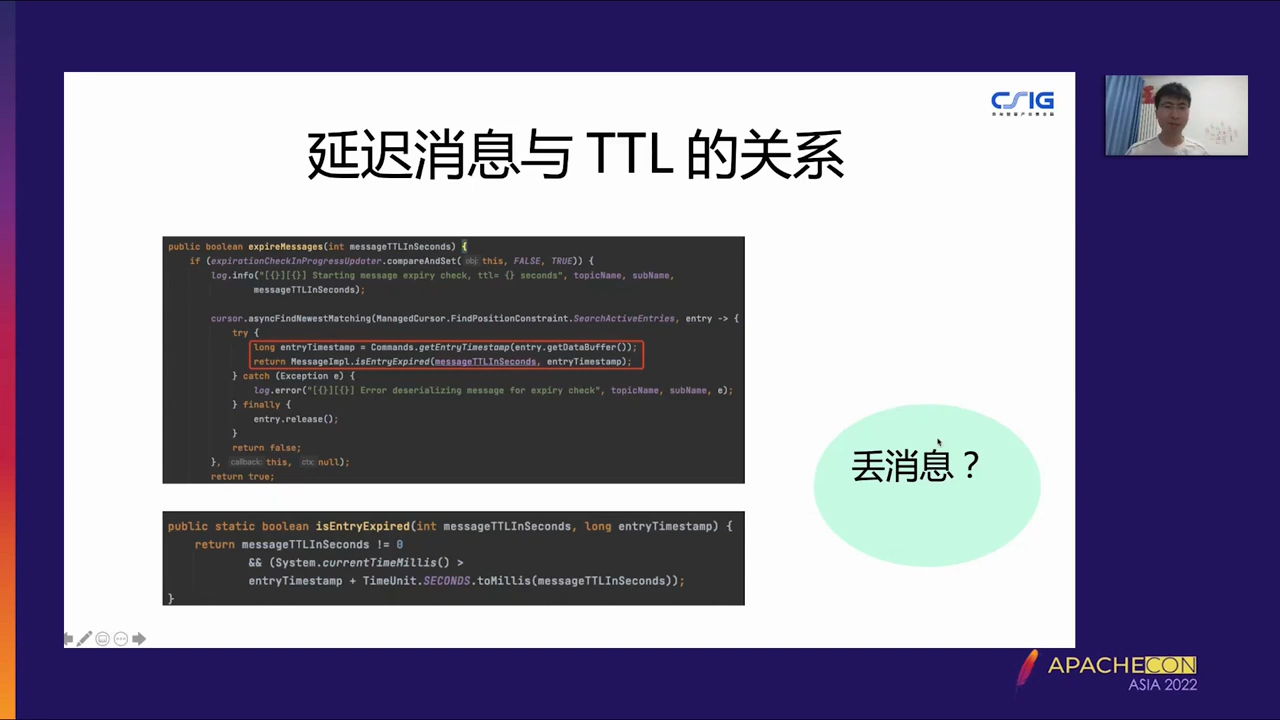 CSIG
延迟消息与 TTL 的关系
public boolean expireMessages(int messageTTLInSeconds) {
if (expirationCheckInProgressUpdater.compareAndSet( obj: this, FALSE, TRUE)) {
log.info("[{}][{}] Starting message expiry check, ttl= {} seconds", topicName, subName,
messageTTLInSeconds);
cursor.asyncFindNewestMatching(ManagedCursor.FindPositionConstraint.SearchActiveEntries, entry -> {
try {
long entryTimestamp = Commands.getEntryTimestamp(entry.getDataBuffer());
return MessageImpl.isEntryExpired(messageTTLInSeconds, entryTimestamp);
} catch (Exception e) {
log.error("[{}][{}] Error deserializing message for expiry check", topicName, subName, e);
} finally {
entry.release();
}
return false;
}, callback: this, ctx: null);
return true;
丢消息？
public static boolean isEntryExpired(int messageTTLInSeconds, long entryTimestamp) {
return messageTTLInSeconds != 0
&& (System.currentTimeMillis() >
entryTimestamp + TimeUnit.SECONDS.toMillis(messageTTLInSeconds));
}
APACHECON
ASIA 2022